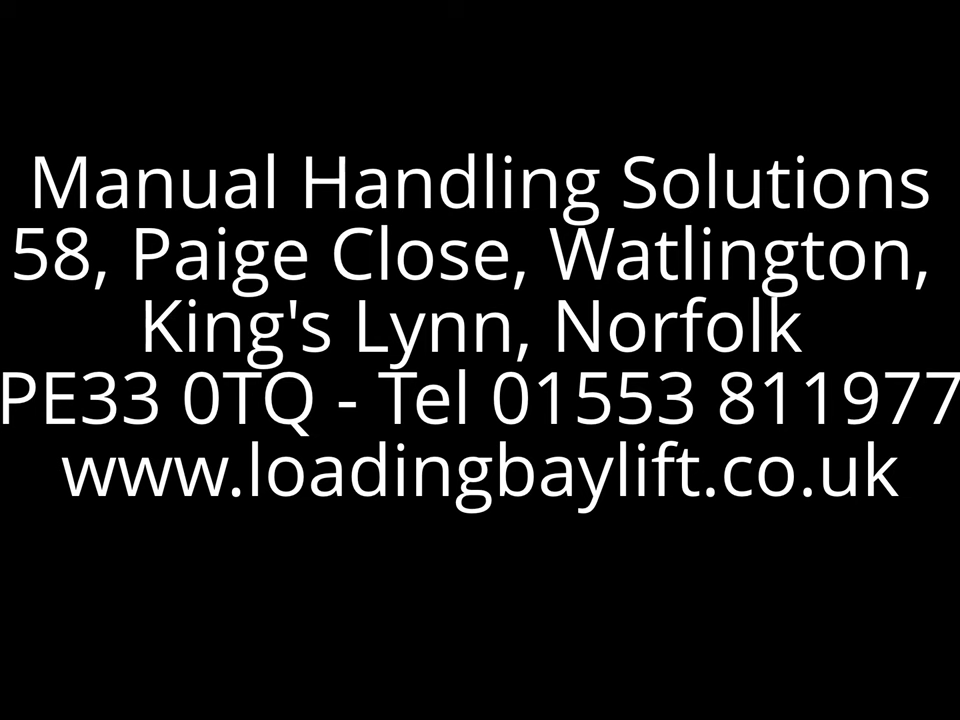 Manual Handling Solutions
58, Paige Close, Watlington,
King's Lynn, Norfolk
PE33 0TQ - Tel 01553 811977
www.loadingbaylift.co.uk